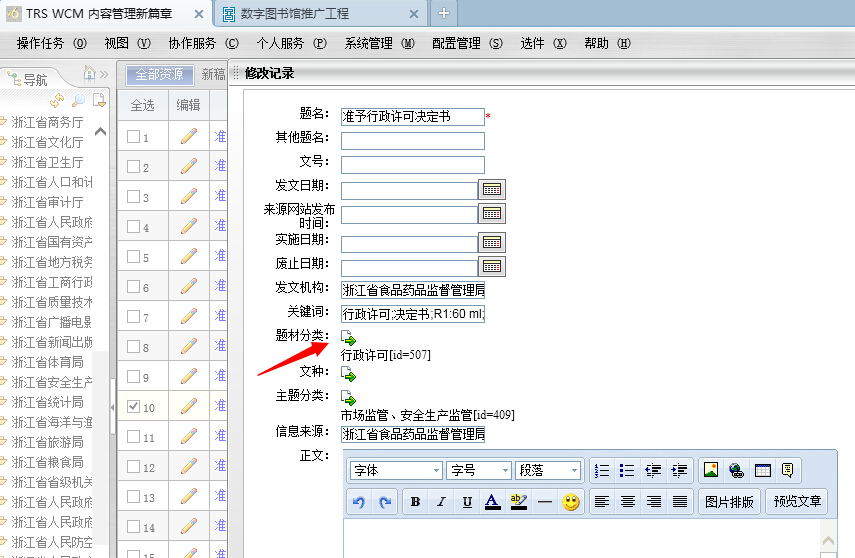 TRS WCM 内容管理新篇章
数字图书馆推广工程
操作任务 (O) 视图 (V) 协作服务 (C) 个人服务 (P) 系统管理 (M) 配置管理 (S) 选件 (X) 帮助 (H)
导航
全部资源 新稿
修改记录
全选 编辑
浙江省商务厅
浙江省文化厅
浙江省卫生厅
浙江省人口和计
浙江省审计厅
浙江省人民政府
浙江省国有资产
浙江省地方税务
浙江省工商行政
浙江省质量技术
浙江省广播电影
浙江省新闻出版
浙江省体育局
浙江省安全生产
浙江省统计局
浙江省海洋与渔
浙江省旅游局
浙江省粮食局
浙江省省级机关
浙江省人民政府
浙江省人民政府
浙江省人民防空
1 准
2 准
3 准
4 准
5 准
6 准
7 准
8 准
9 准
10 准
11 准
12 准
13 准
14 准
15
题名: 准予行政许可决定书 *
其他题名:
文号:
发文日期:
来源网站发布
时间:
实施日期:
废止日期:
发文机构: 浙江省食品药品监督管理局
关键词: 行政许可;决定书;R1:60 ml;
题材分类:
行政许可[id=507]
文种:
主题分类:
市场监管、安全生产监管[id=409]
信息来源: 浙江省食品药品监督管理局
正文:
字体 字号 段落
B I U A ab
图片排版 预览文章